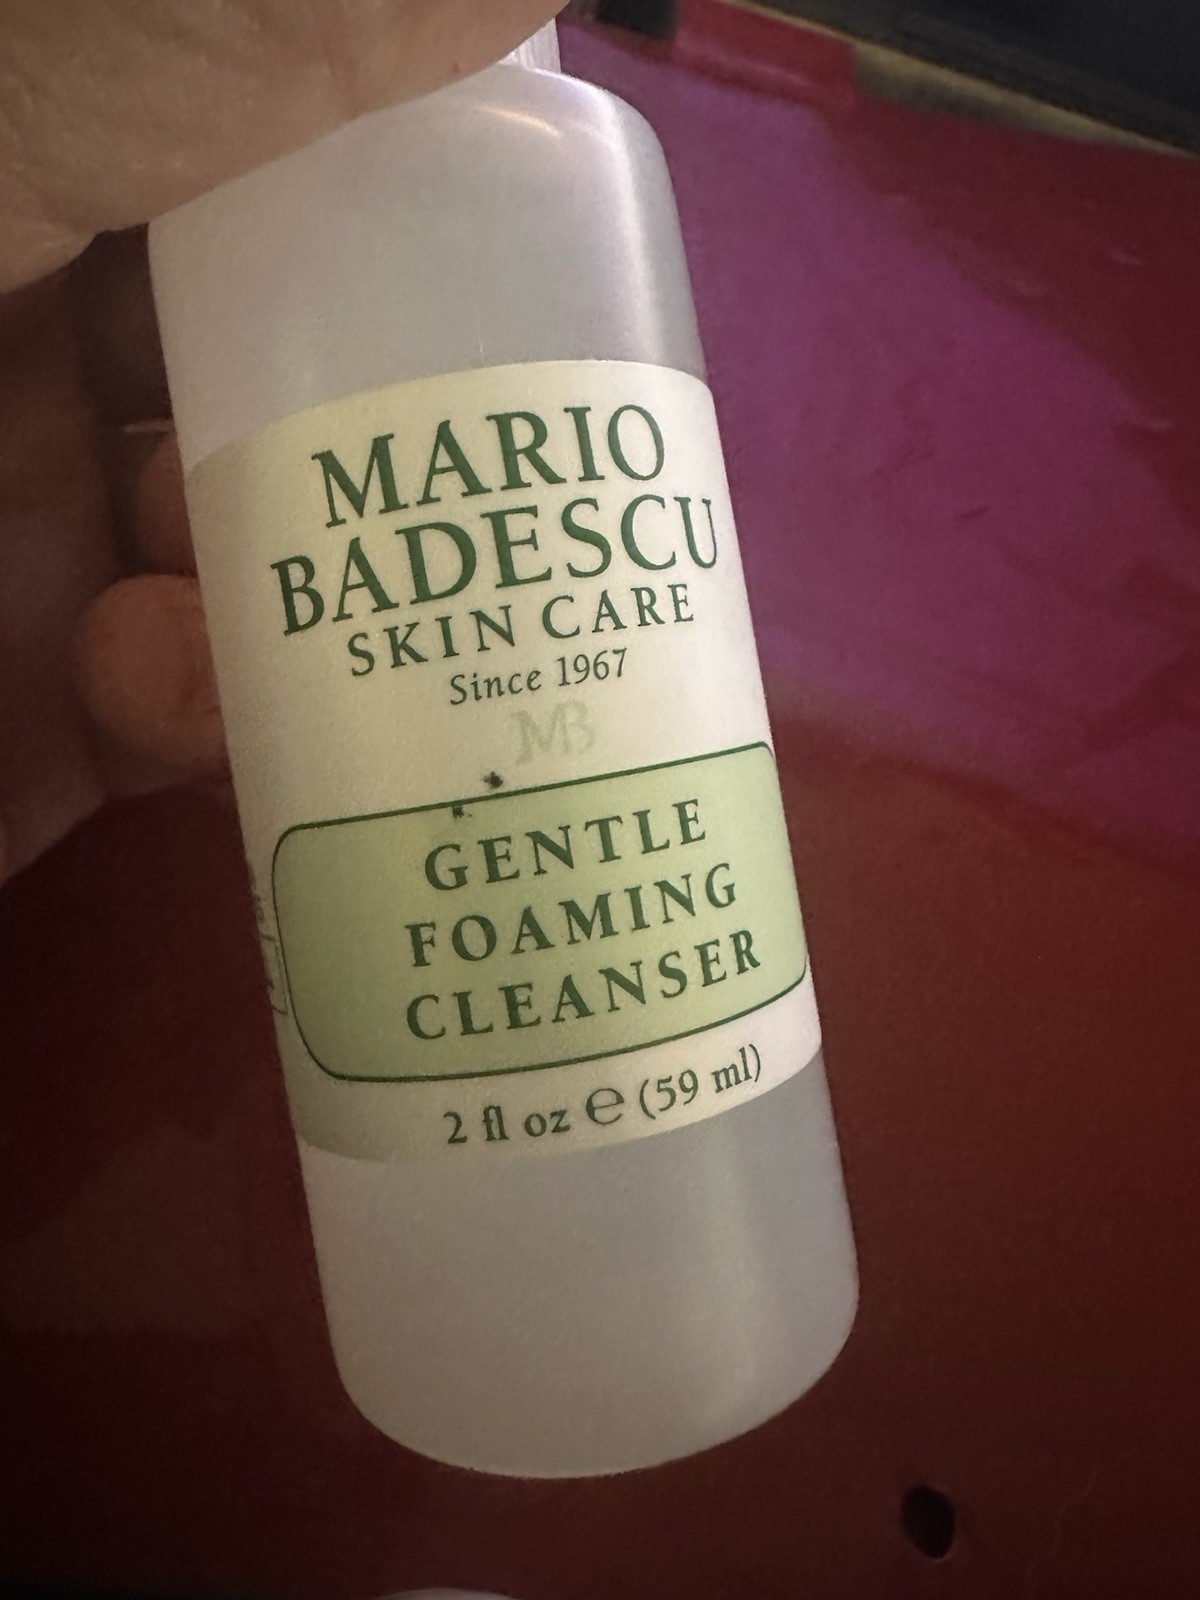 MARIO
BADESCU
SKIN CARE
Since 1967
MB
GENTLE
FOAMING
CLEANSER
2 fl oz ℮ (59 ml)